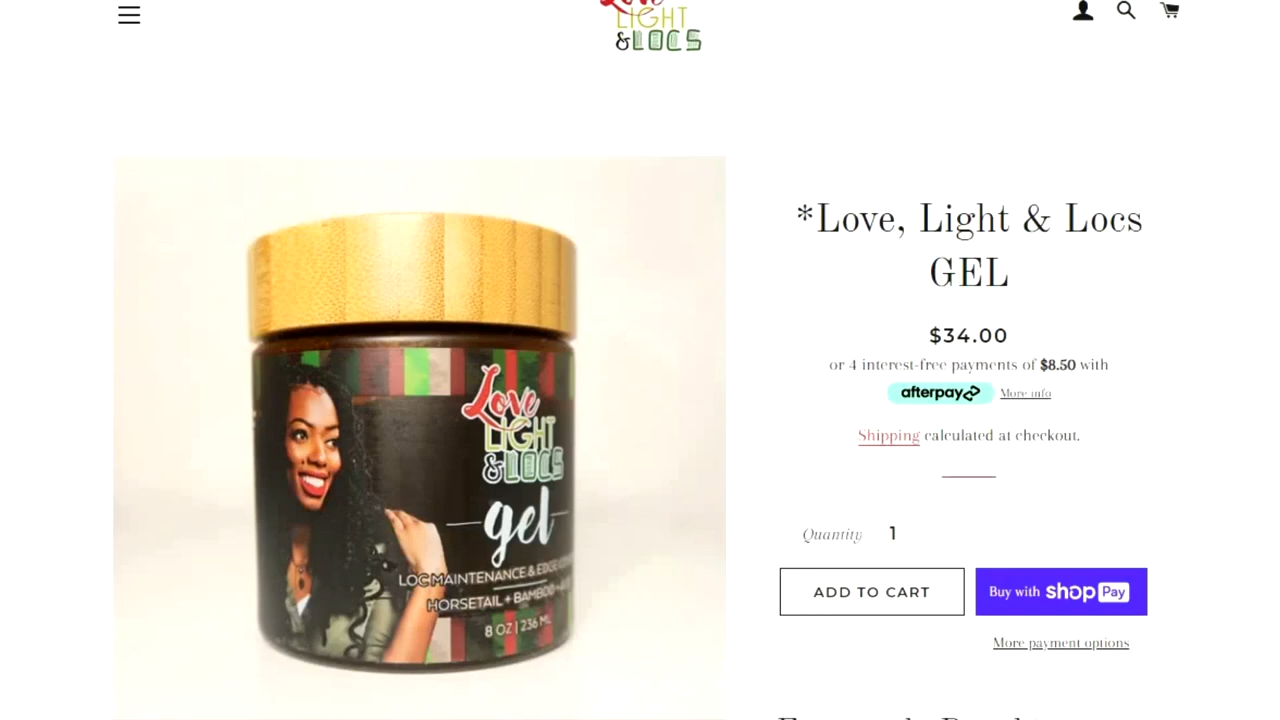 Love
LIGHT
& LOCS
*Love, Light & Locs
GEL
$34.00
or 4 interest-free payments of $8.50 with
afterpay More info
Shipping calculated at checkout.
Quantity 1
ADD TO CART
Buy with shop Pay
More payment options
Love
LIGHT
& LOCS
gel
LOC MAINTENANCE & EDGE
HORSETAIL + BAMBOO +
8 OZ | 236 ML